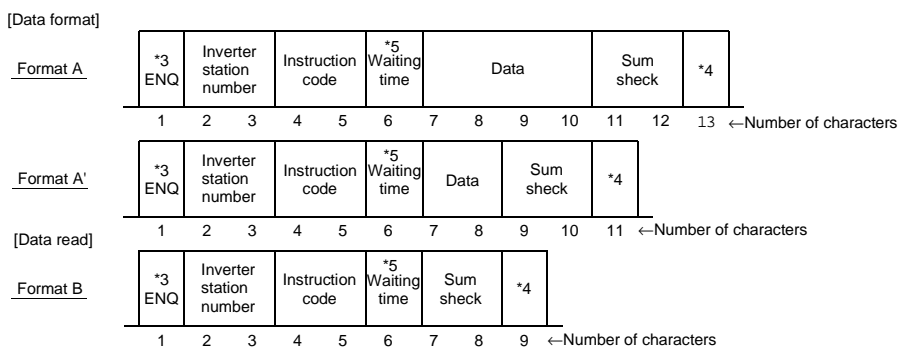 [Data format]
Format A
*3
ENQ
Inverter
station
number
Instruction
code
*5
Waiting
time
Data
Sum
sheck
*4
1 2 3 4 5 6 7 8 9 10 11 12 13 ←Number of characters
Format A'
*3
ENQ
Inverter
station
number
Instruction
code
*5
Waiting
time
Data
Sum
sheck
*4
1 2 3 4 5 6 7 8 9 10 11 ←Number of characters
[Data read]
Format B
*3
ENQ
Inverter
station
number
Instruction
code
*5
Waiting
time
Sum
sheck
*4
1 2 3 4 5 6 7 8 9 ←Number of characters